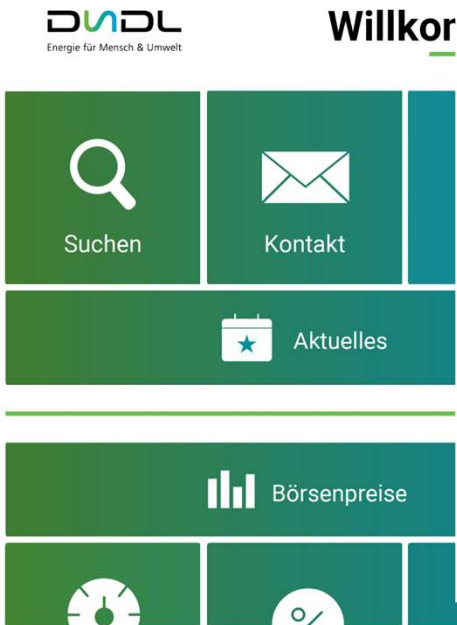 DUDL
Energie für Mensch & Umwelt
Willkor
Suchen
Kontakt
Aktuelles
Börsenpreise
%